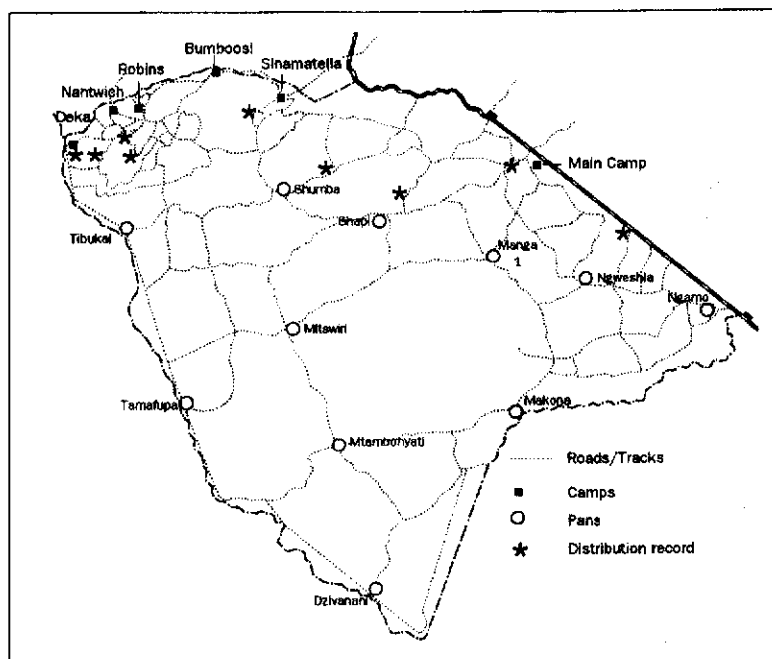 Bumboosi
Robins
Sinamatella
Nantwich
Deka
Main Camp
Shumba
Shapi
Tibukai
Manga
1
Ngweshla
Ngamo
Mitswiri
Tamafupa
Makona
Mtambohyati
Roads/Tracks
Camps
Pans
Distribution record
Dzivanani